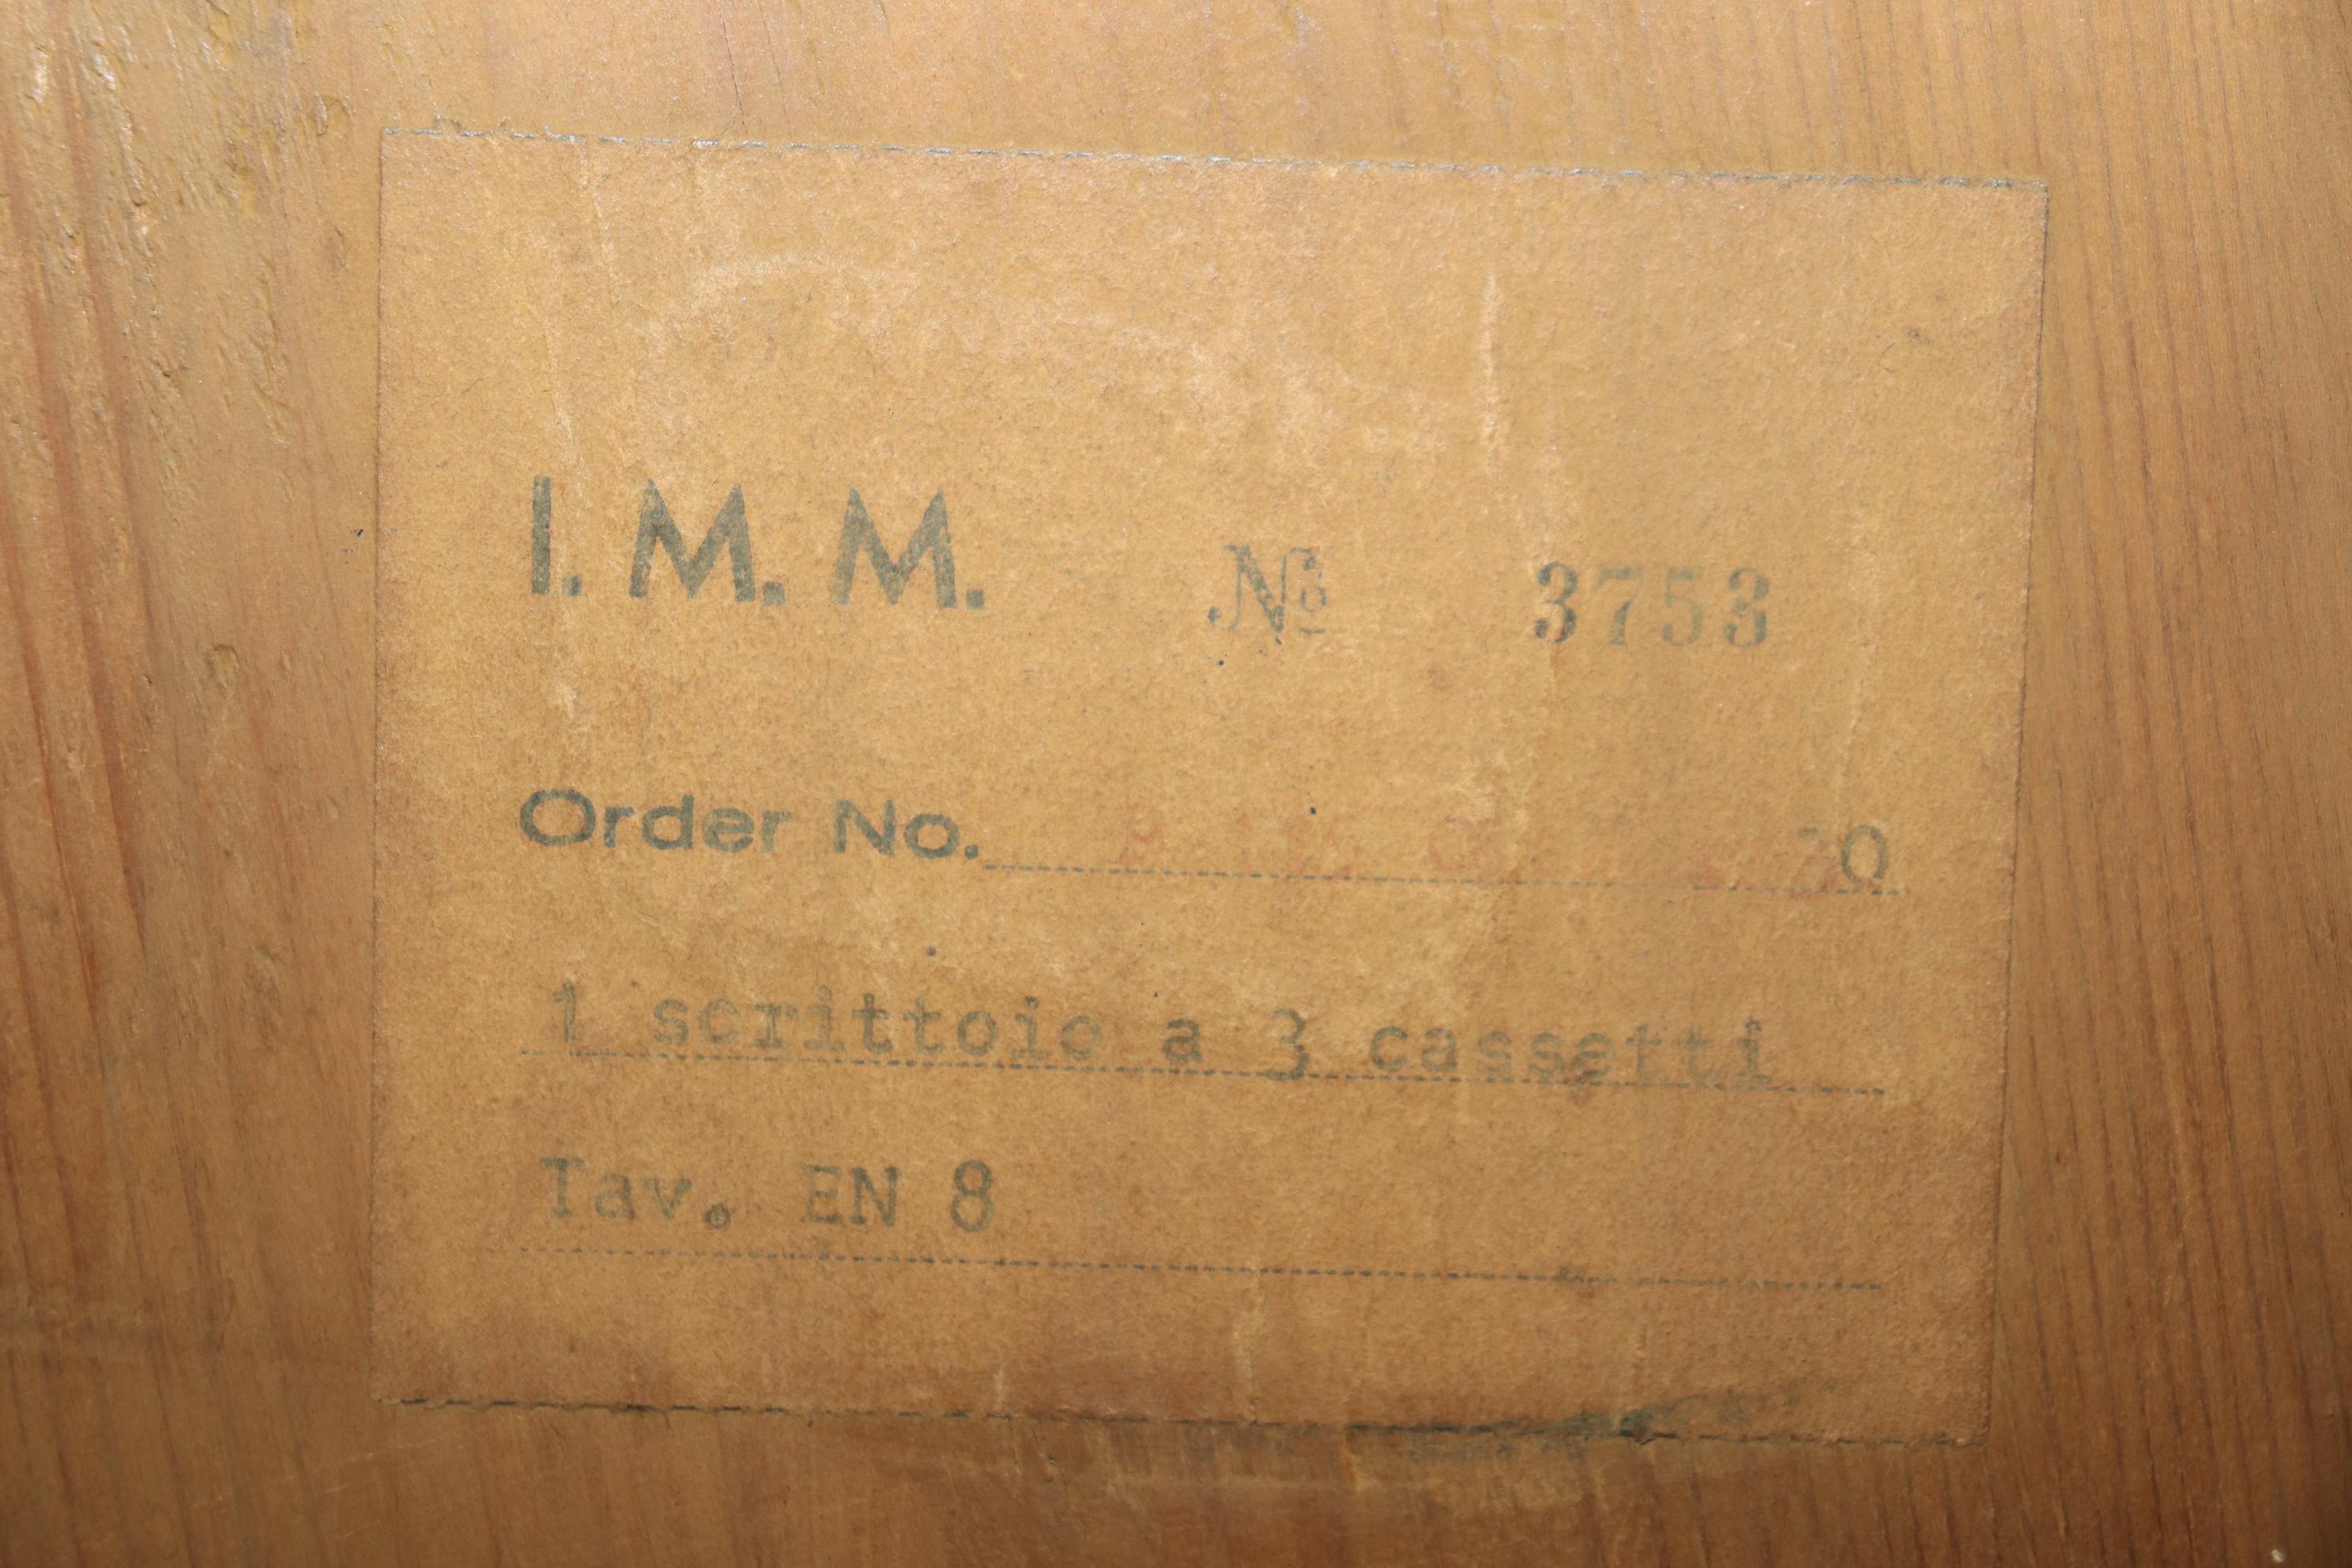 I. M. M. № 3753
Order No.
1 scrittoio a 3 cassetti
Tav. EN 8